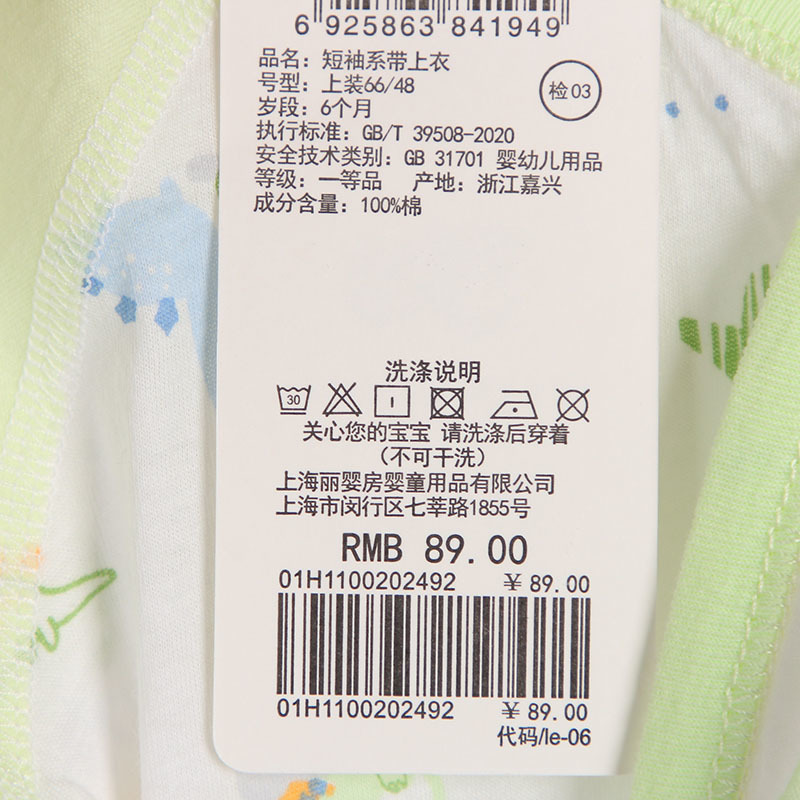 6 925863 841949
品名：短袖系带上衣
号型：上装66/48
检03
岁段：6个月
执行标准：GB/T 39508-2020
安全技术类别：GB 31701 婴幼儿用品
等级：一等品 产地：浙江嘉兴
成分含量：100%棉
洗涤说明
30
关心您的宝宝 请洗涤后穿着
（不可干洗）
上海丽婴房婴童用品有限公司
上海市闵行区七莘路1855号
RMB 89.00
01H1100202492 ￥89.00
01H1100202492 ￥89.00
代码/le-06